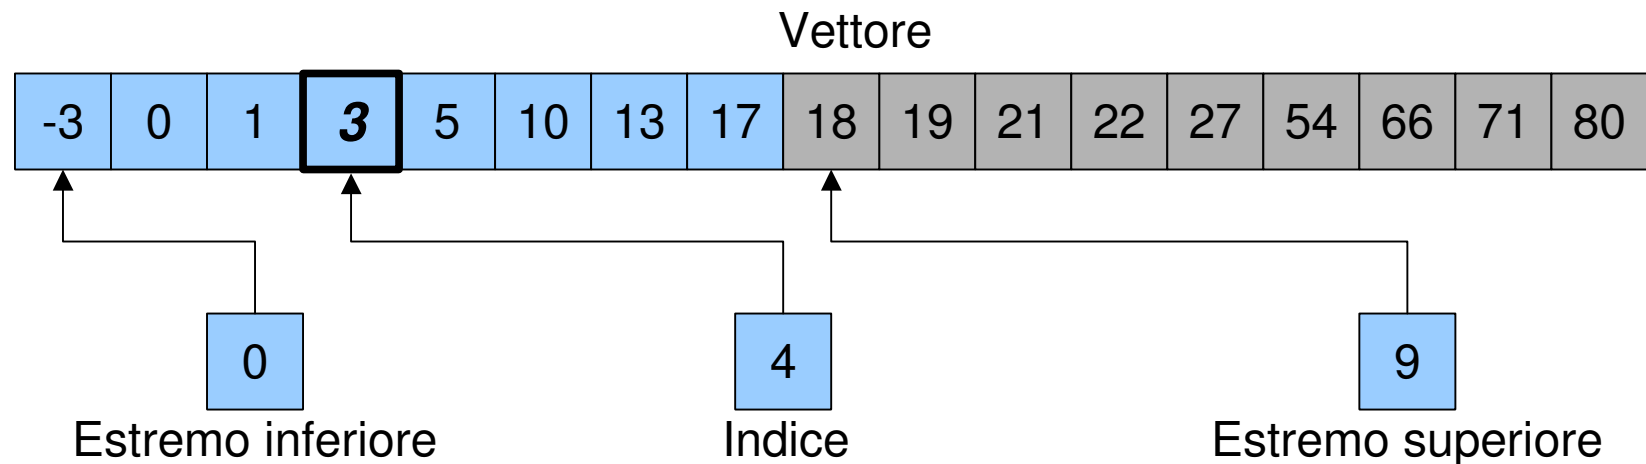 Vettore
-3 0 1 3 5 10 13 17 18 19 21 22 27 54 66 71 80
0 4 9
Estremo inferiore Indice Estremo superiore